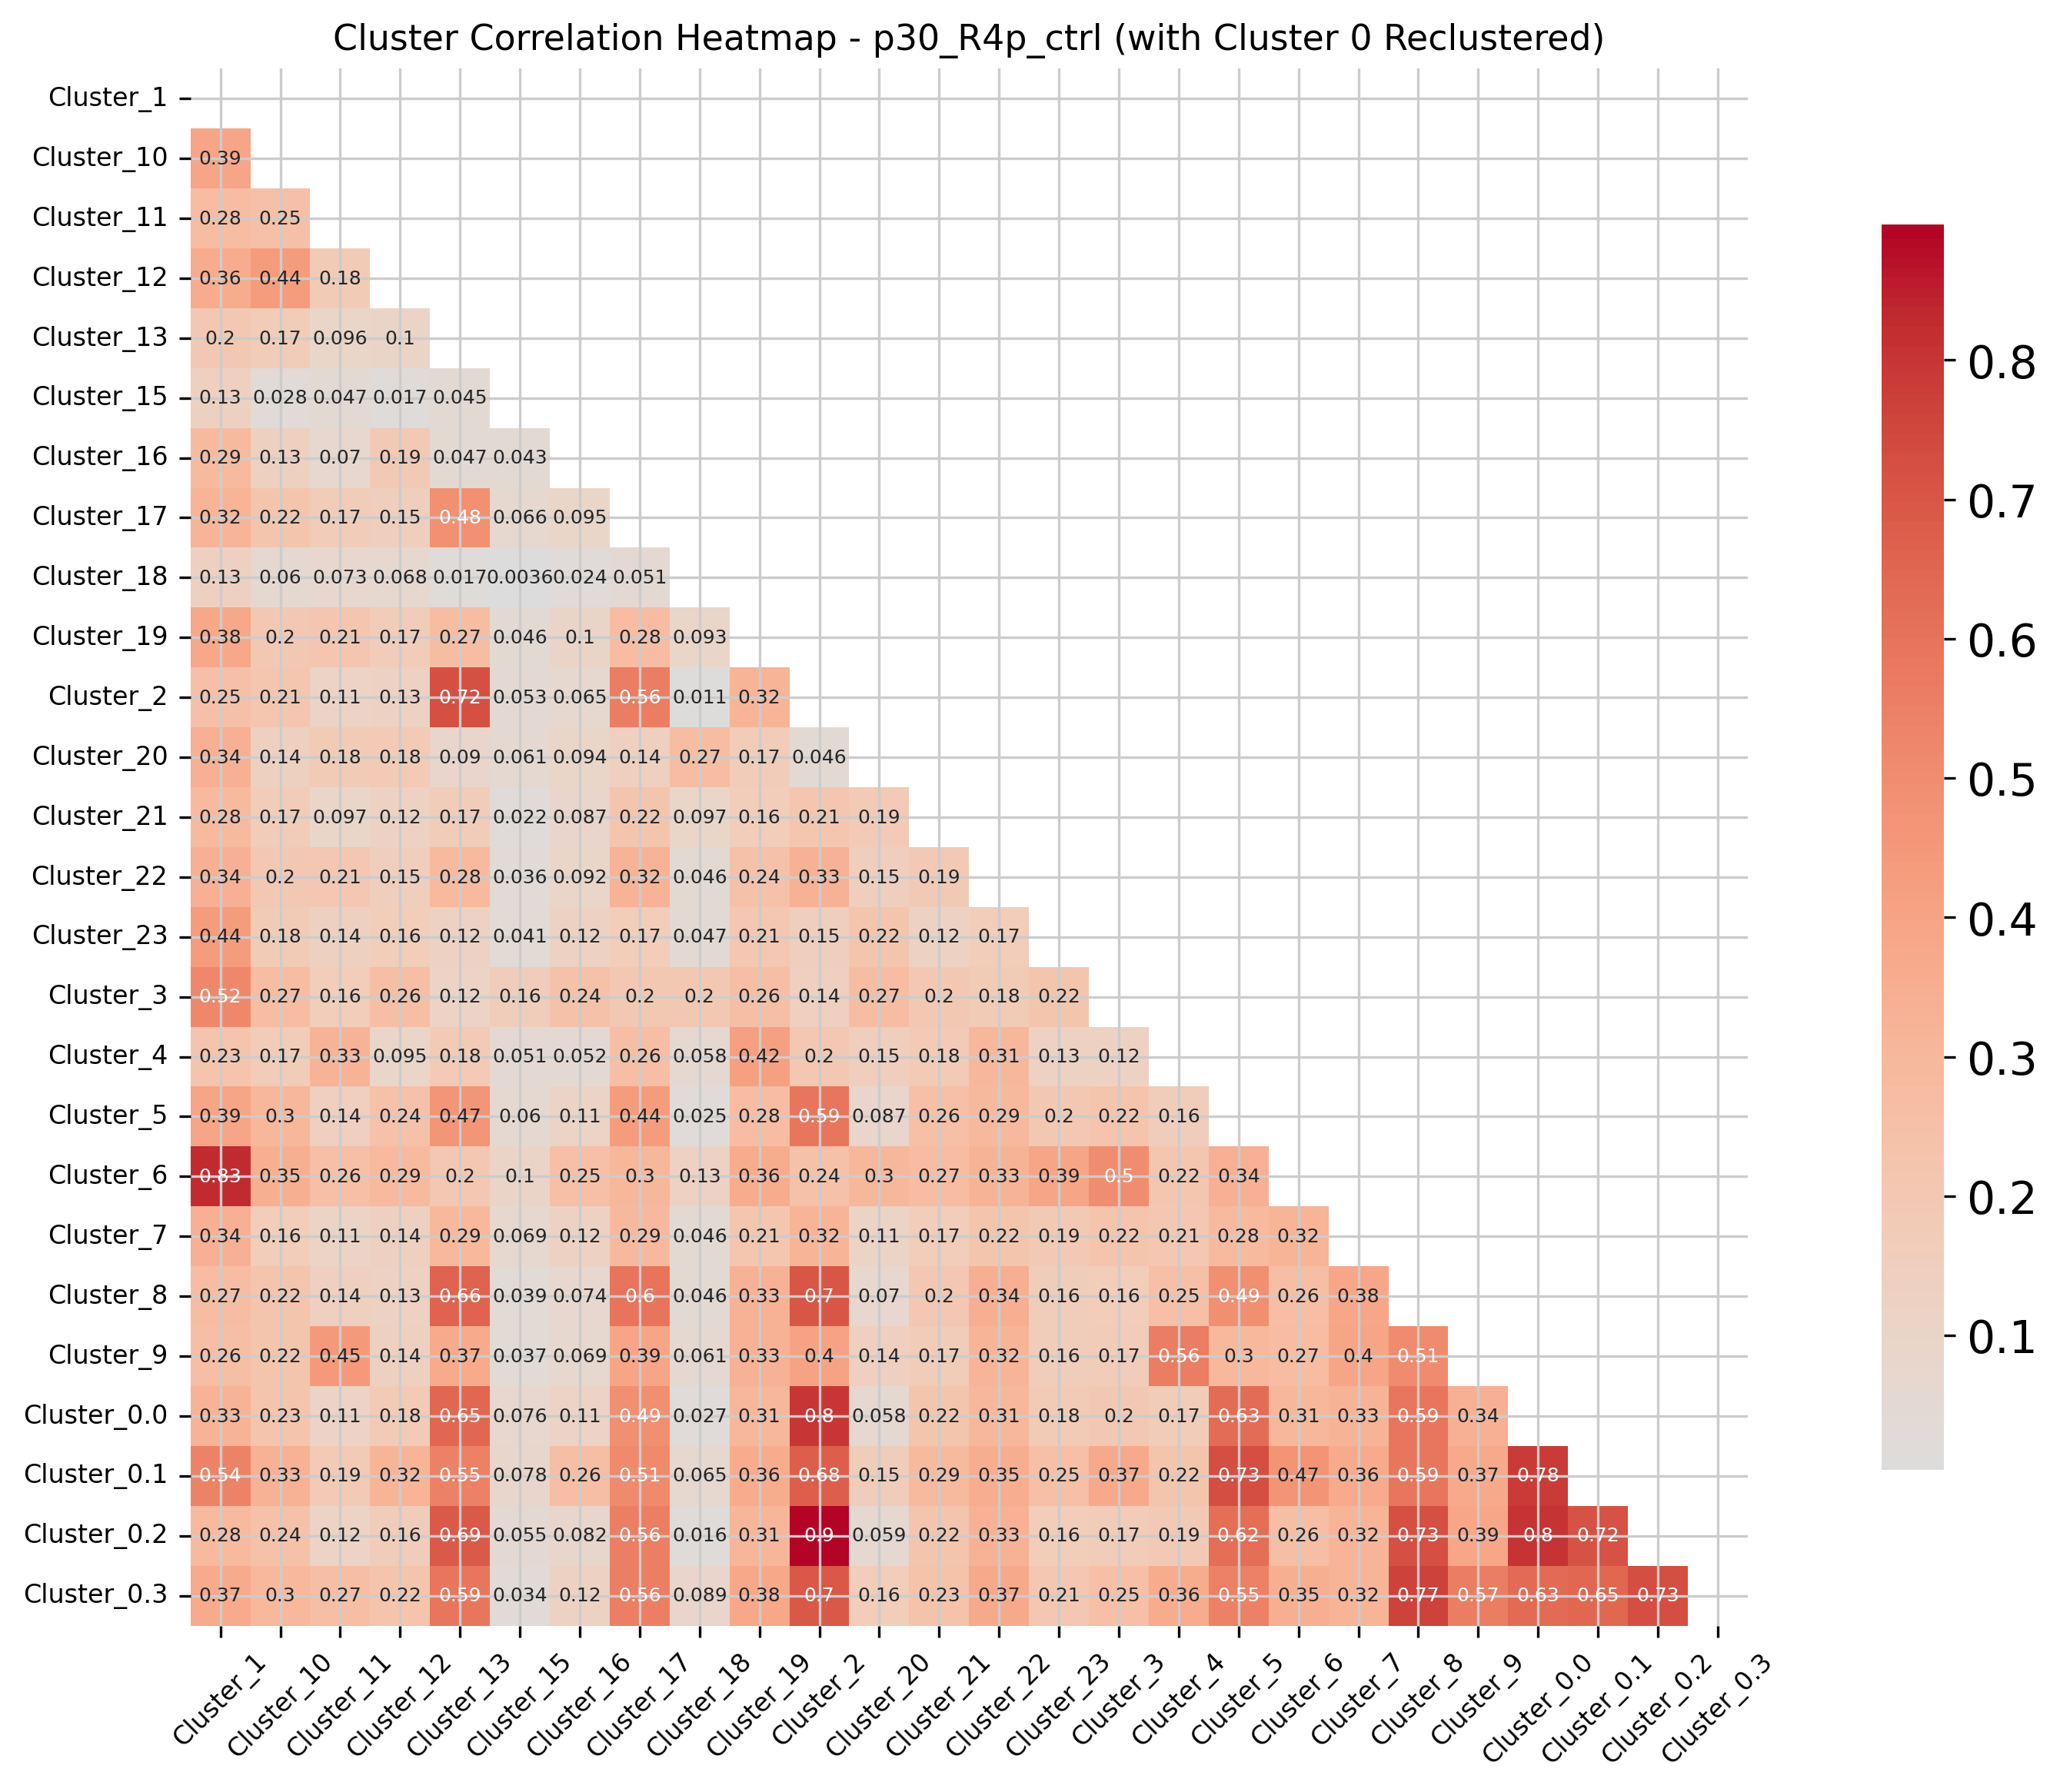 Cluster Correlation Heatmap - p30_R4p_ctrl (with Cluster 0 Reclustered)
Cluster_1
Cluster_10 0.39
Cluster_11 0.28 0.25
Cluster_12 0.36 0.44 0.18
Cluster_13 0.2 0.17 0.096 0.1
Cluster_15 0.13 0.028 0.047 0.017 0.045
Cluster_16 0.29 0.13 0.07 0.19 0.047 0.043
Cluster_17 0.32 0.22 0.17 0.15 0.48 0.066 0.095
Cluster_18 0.13 0.06 0.073 0.068 0.017 0.0036 0.024 0.051
Cluster_19 0.38 0.2 0.21 0.17 0.27 0.046 0.1 0.28 0.093
Cluster_2 0.25 0.21 0.11 0.13 0.72 0.053 0.065 0.56 0.011 0.32
Cluster_20 0.34 0.14 0.18 0.18 0.09 0.061 0.094 0.14 0.27 0.17 0.046
Cluster_21 0.28 0.17 0.097 0.12 0.17 0.022 0.087 0.22 0.097 0.16 0.21 0.19
Cluster_22 0.34 0.2 0.21 0.15 0.28 0.036 0.092 0.32 0.046 0.24 0.33 0.15 0.19
Cluster_23 0.44 0.18 0.14 0.16 0.12 0.041 0.12 0.17 0.047 0.21 0.15 0.22 0.12 0.17
Cluster_3 0.52 0.27 0.16 0.26 0.12 0.16 0.24 0.2 0.2 0.26 0.14 0.27 0.2 0.18 0.22
Cluster_4 0.23 0.17 0.33 0.095 0.18 0.051 0.052 0.26 0.058 0.42 0.2 0.15 0.18 0.31 0.13 0.12
Cluster_5 0.39 0.3 0.14 0.24 0.47 0.06 0.11 0.44 0.025 0.28 0.59 0.087 0.26 0.29 0.2 0.22 0.16
Cluster_6 0.83 0.35 0.26 0.29 0.2 0.1 0.25 0.3 0.13 0.36 0.24 0.3 0.27 0.33 0.39 0.5 0.22 0.34
Cluster_7 0.34 0.16 0.11 0.14 0.29 0.069 0.12 0.29 0.046 0.21 0.32 0.11 0.17 0.22 0.19 0.22 0.21 0.28 0.32
Cluster_8 0.27 0.22 0.14 0.13 0.66 0.039 0.074 0.6 0.046 0.33 0.7 0.07 0.2 0.34 0.16 0.16 0.25 0.49 0.26 0.38
Cluster_9 0.26 0.22 0.45 0.14 0.37 0.037 0.069 0.39 0.061 0.33 0.4 0.14 0.17 0.32 0.16 0.17 0.56 0.3 0.27 0.4 0.51
Cluster_0.0 0.33 0.23 0.11 0.18 0.65 0.076 0.11 0.49 0.027 0.31 0.8 0.058 0.22 0.31 0.18 0.2 0.17 0.63 0.31 0.33 0.59 0.34
Cluster_0.1 0.54 0.33 0.19 0.32 0.55 0.078 0.26 0.51 0.065 0.36 0.68 0.15 0.29 0.35 0.25 0.37 0.22 0.73 0.47 0.36 0.59 0.37 0.78
Cluster_0.2 0.28 0.24 0.12 0.16 0.69 0.055 0.082 0.56 0.016 0.31 0.9 0.059 0.22 0.33 0.16 0.17 0.19 0.62 0.26 0.32 0.73 0.39 0.8 0.72
Cluster_0.3 0.37 0.3 0.27 0.22 0.59 0.034 0.12 0.56 0.089 0.38 0.7 0.16 0.23 0.37 0.21 0.25 0.36 0.55 0.35 0.32 0.77 0.57 0.63 0.65 0.73
Cluster_1 Cluster_10 Cluster_11 Cluster_12 Cluster_13 Cluster_15 Cluster_16 Cluster_17 Cluster_18 Cluster_19 Cluster_2 Cluster_20 Cluster_21 Cluster_22 Cluster_23 Cluster_3 Cluster_4 Cluster_5 Cluster_6 Cluster_7 Cluster_8 Cluster_9 Cluster_0.0 Cluster_0.1 Cluster_0.2 Cluster_0.3
0.8
0.7
0.6
0.5
0.4
0.3
0.2
0.1